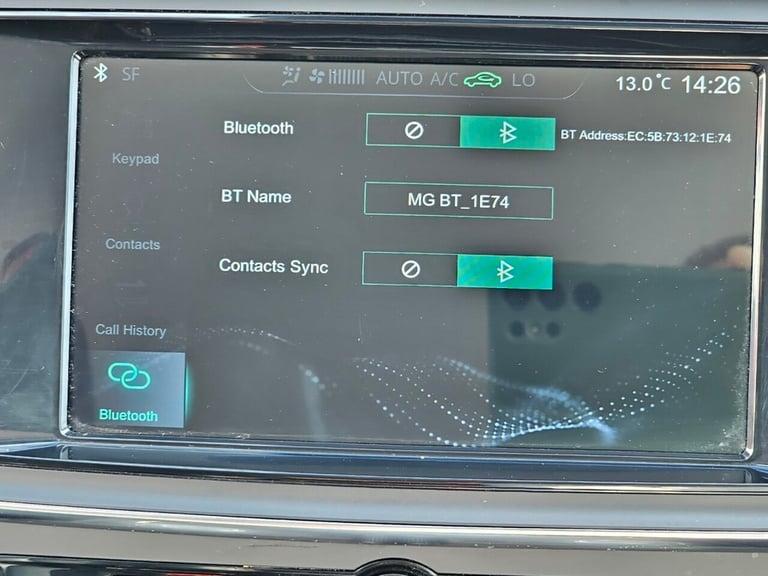 SF AUTO A/C LO 13.0°C 14:26
Bluetooth BT Address:EC:5B:73:12:1E:74
Keypad
BT Name MG BT_1E74
Contacts
Contacts Sync
Call History
Bluetooth